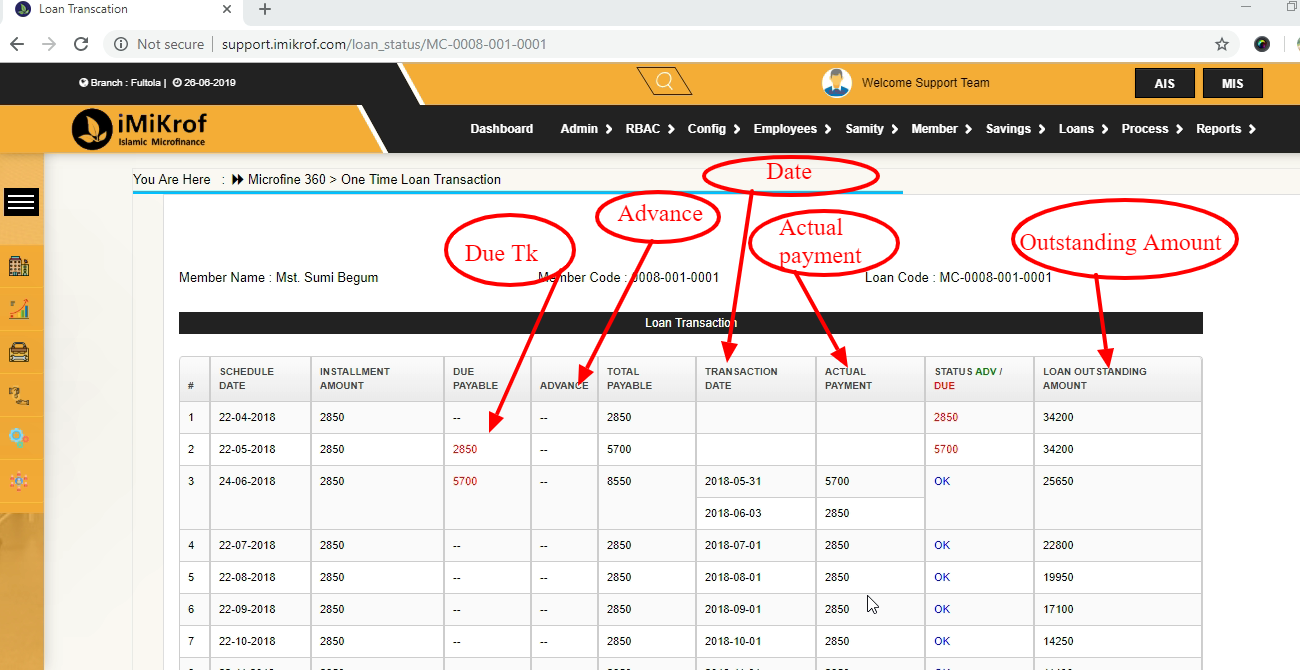 Loan Transcation
Not secure | support.imikrof.com/loan_status/MC-0008-001-0001
Branch : Fultola | 26-06-2019
Welcome Support Team
AIS
MIS
iMiKrof
Islamic Microfinance
Dashboard Admin RBAC Config Employees Samity Member Savings Loans Process Reports
You Are Here : Microfine 360 > One Time Loan Transaction
Date
Advance
Due Tk
Actual
payment
Outstanding Amount
Member Name : Mst. Sumi Begum
Member Code : 0008-001-0001
Loan Code : MC-0008-001-0001
Loan Transaction
# SCHEDULE DATE INSTALLMENT AMOUNT DUE PAYABLE ADVANCE TOTAL PAYABLE TRANSACTION DATE ACTUAL PAYMENT STATUS ADV / DUE LOAN OUTSTANDING AMOUNT
1 22-04-2018 2850 -- -- 2850 2850 34200
2 22-05-2018 2850 2850 -- 5700 5700 34200
3 24-06-2018 2850 5700 -- 8550 2018-05-31 5700 OK 25650
2018-06-03 2850
4 22-07-2018 2850 -- -- 2850 2018-07-01 2850 OK 22800
5 22-08-2018 2850 -- -- 2850 2018-08-01 2850 OK 19950
6 22-09-2018 2850 -- -- 2850 2018-09-01 2850 OK 17100
7 22-10-2018 2850 -- -- 2850 2018-10-01 2850 OK 14250